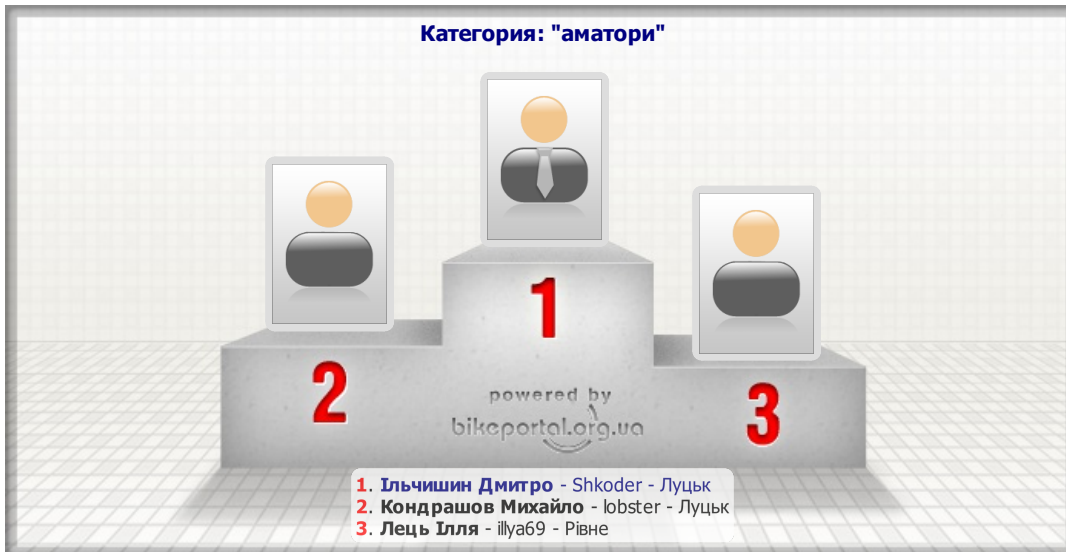 Категория: "аматори"
1
2
3
powered by
bikeportal.org.ua
1. Ільчишин Дмитро - Shkoder - Луцьк
2. Кондрашов Михайло - lobster - Луцьк
3. Лець Ілля - illya69 - Рівне